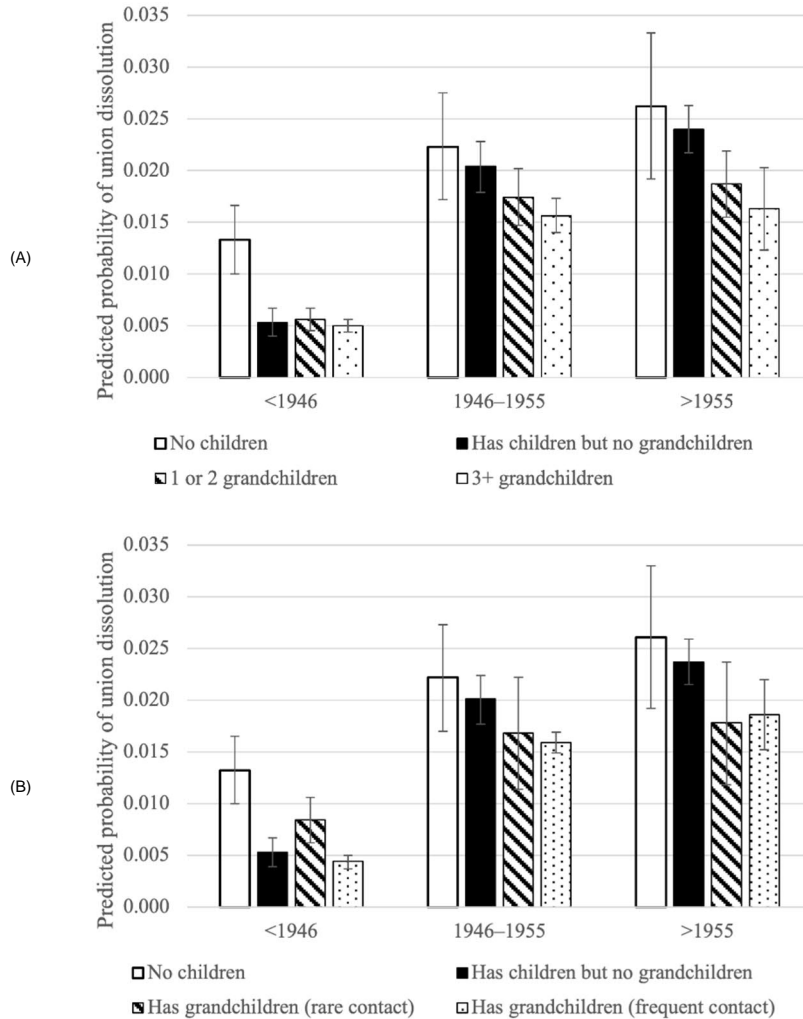 (A)
Predicted probability of union dissolution
0.035
0.030
0.025
0.020
0.015
0.010
0.005
0.000
<1946 1946–1955 >1955
No children Has children but no grandchildren
1 or 2 grandchildren 3+ grandchildren
(B)
Predicted probability of union dissolution
0.035
0.030
0.025
0.020
0.015
0.010
0.005
0.000
<1946 1946–1955 >1955
No children Has children but no grandchildren
Has grandchildren (rare contact) Has grandchildren (frequent contact)